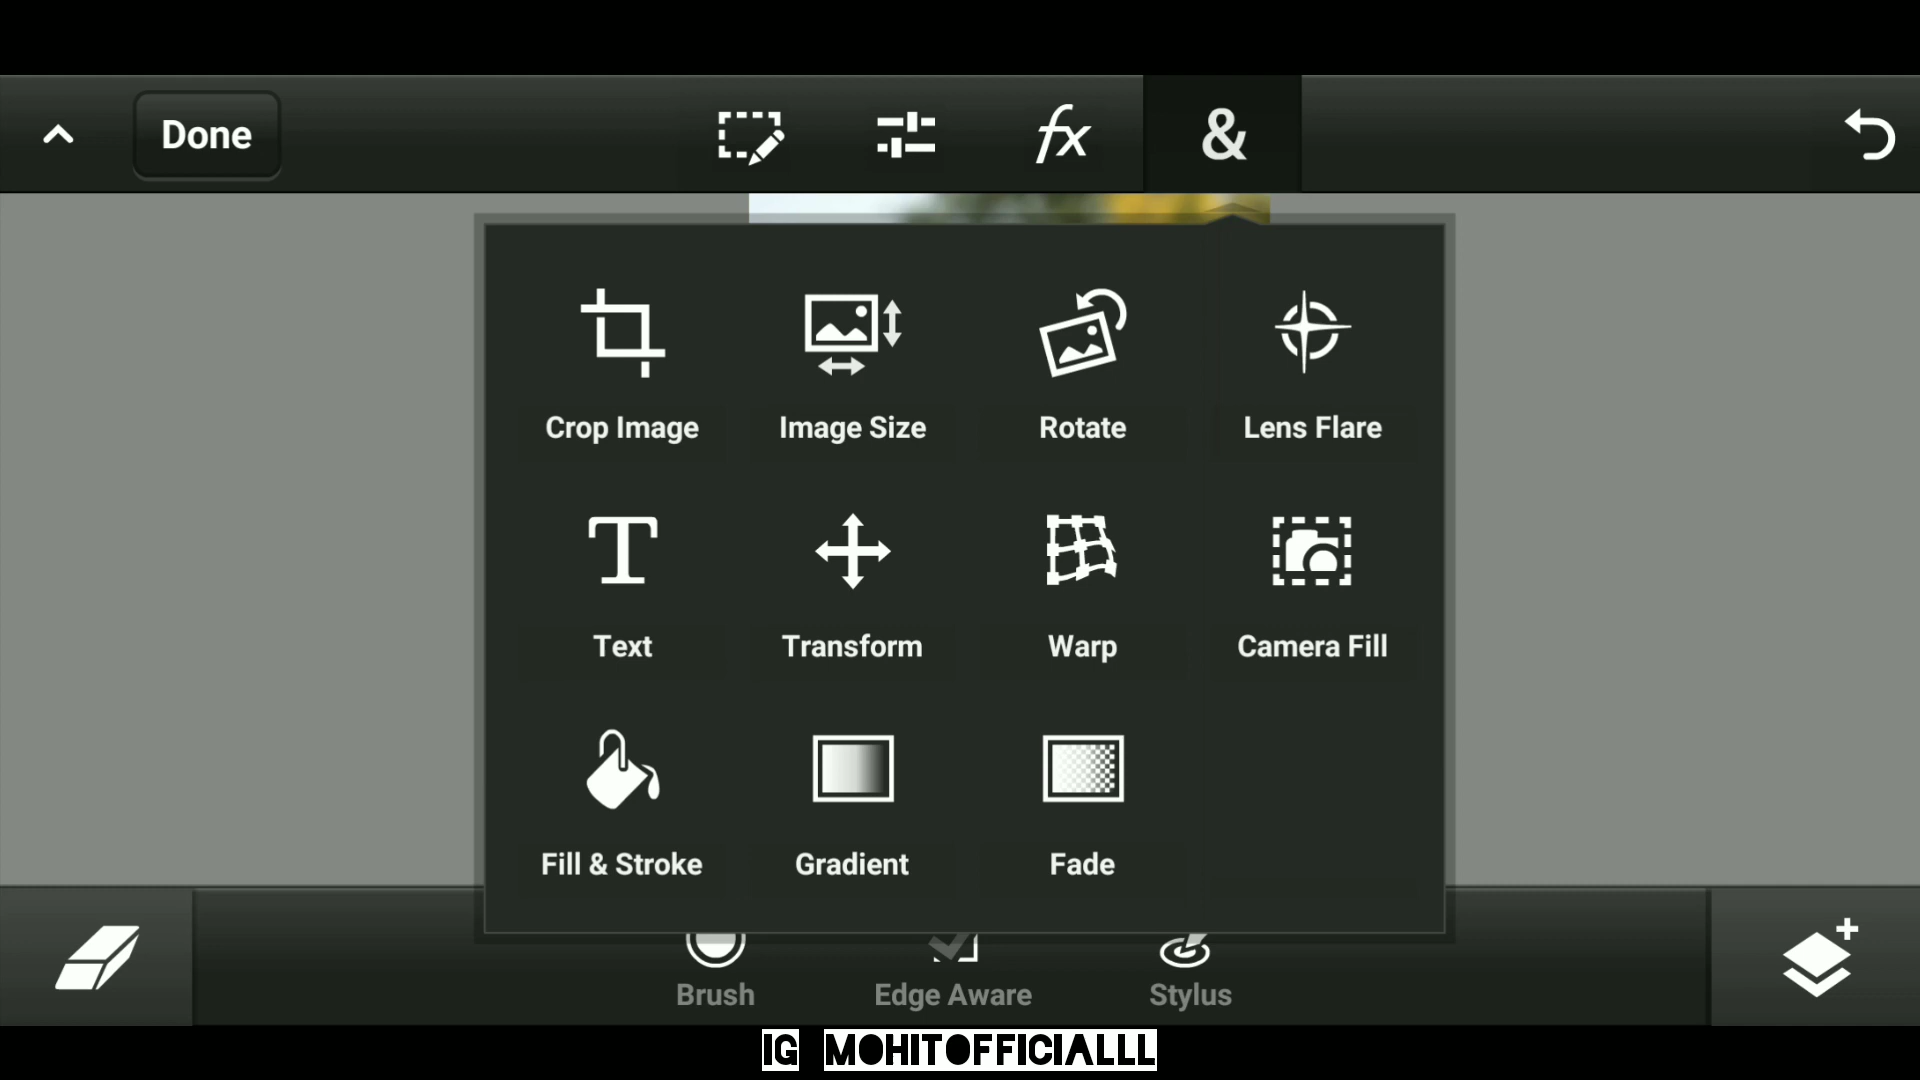 Done fx &
Crop Image Image Size Rotate Lens Flare
Text Transform Warp Camera Fill
Fill & Stroke Gradient Fade
Brush Edge Aware Stylus
IG MOHITOFFICIALLL